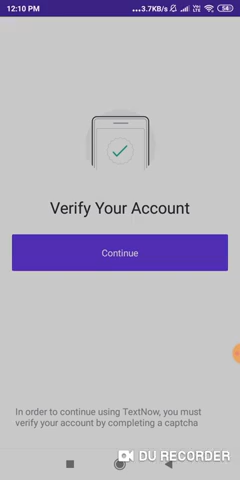 12:10 PM ...3.7KB/s 54
Verify Your Account
Continue
In order to continue using TextNow, you must
verify your account by completing a captcha
DU RECORDER